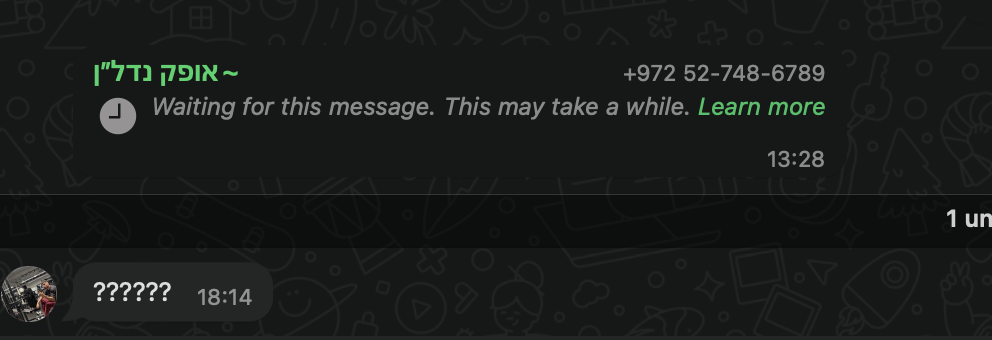 ~אופק נדל"ן
+972 52-748-6789
Waiting for this message. This may take a while. Learn more
13:28
1 un
??????
18:14